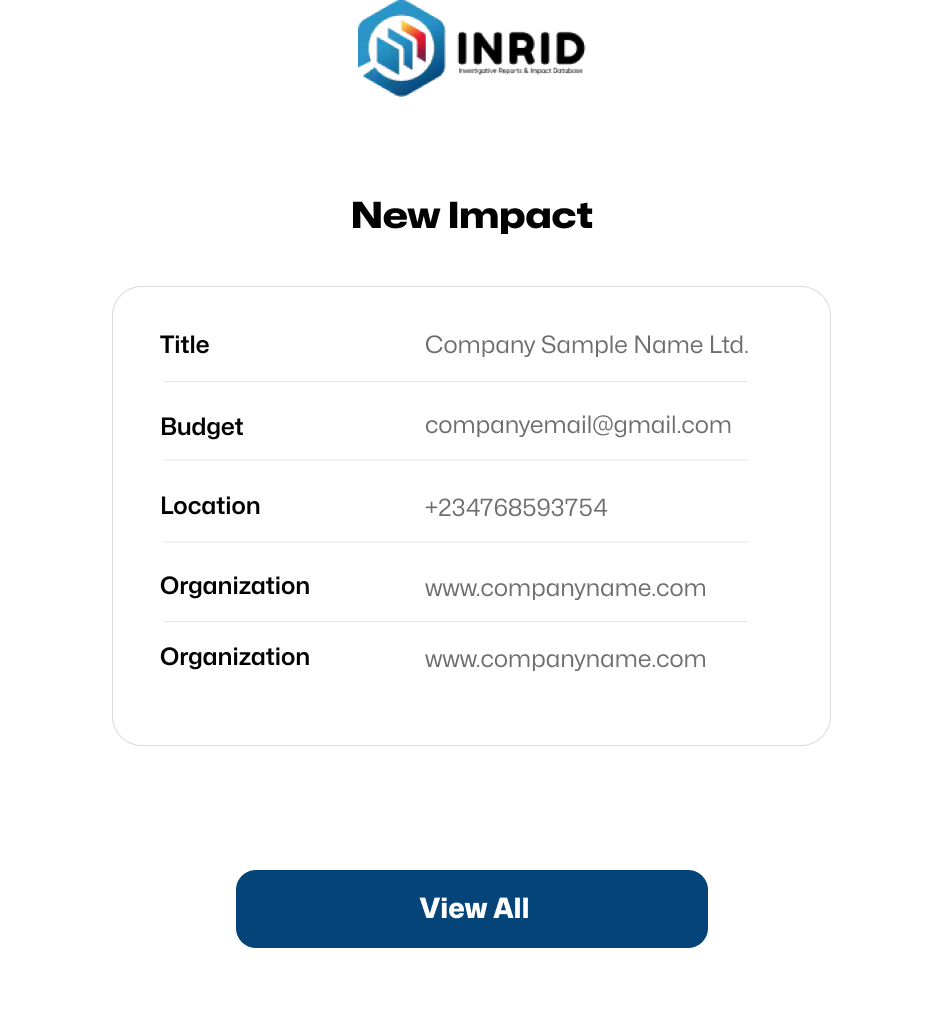 INRID
Investigative Reports & Impact Database
New Impact
Title Company Sample Name Ltd.
Budget companyemail@gmail.com
Location +234768593754
Organization www.companyname.com
Organization www.companyname.com
View All